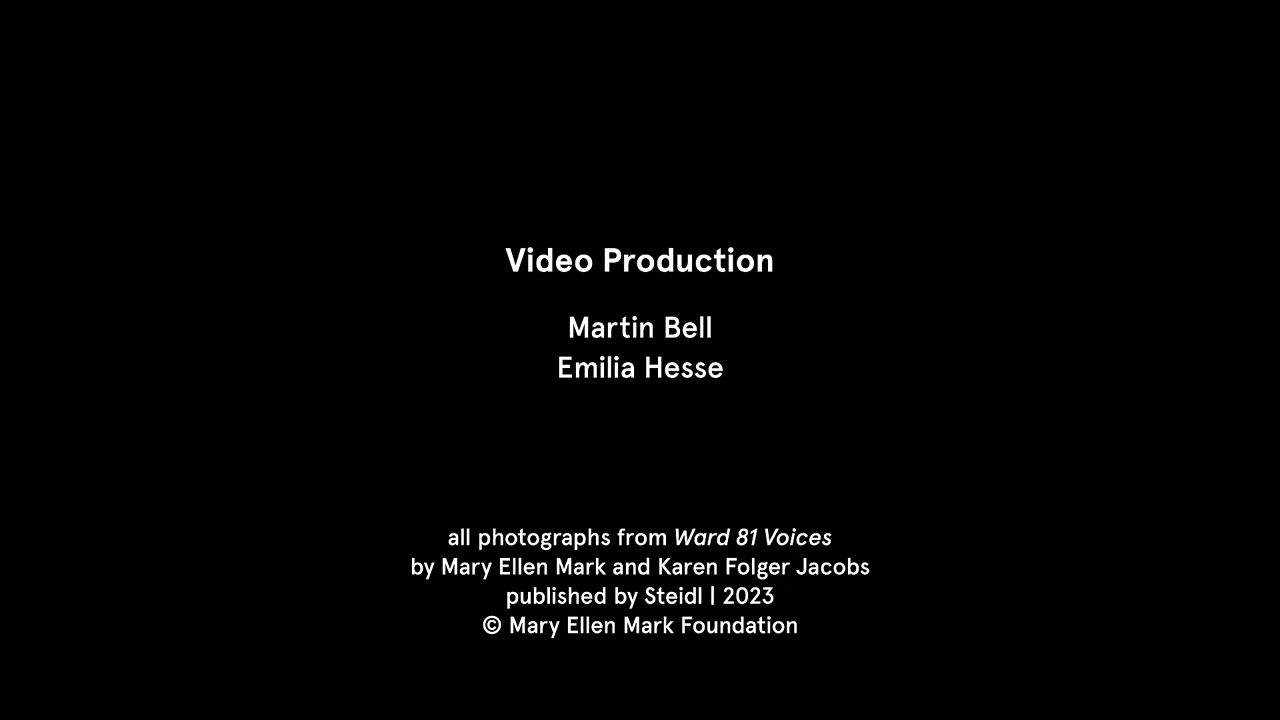 Video Production
Martin Bell
Emilia Hesse
all photographs from Ward 81 Voices
by Mary Ellen Mark and Karen Folger Jacobs
published by Steidl | 2023
© Mary Ellen Mark Foundation